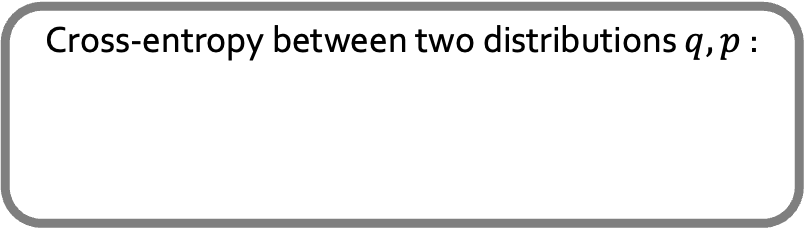 Cross-entropy between two distributions q, p :